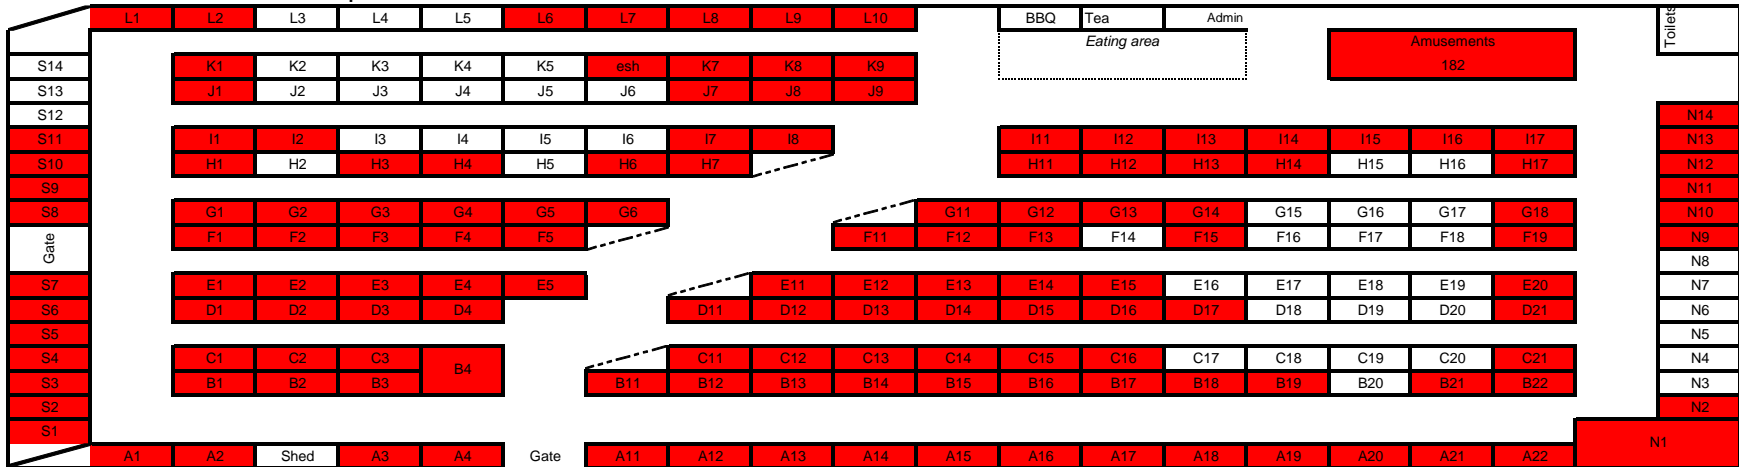 L1 L2 L3 L4 L5 L6 L7 L8 L9 L10 BBQ Tea Admin Toilets
Eating area Amusements
S14 K1 K2 K3 K4 K5 esh K7 K8 K9 182
S13 J1 J2 J3 J4 J5 J6 J7 J8 J9
S12 N14
S11 I1 I2 I3 I4 I5 I6 I7 I8 I11 I12 I13 I14 I15 I16 I17 N13
S10 H1 H2 H3 H4 H5 H6 H7 H11 H12 H13 H14 H15 H16 H17 N12
S9 N11
S8 G1 G2 G3 G4 G5 G6 G11 G12 G13 G14 G15 G16 G17 G18 N10
Gate F1 F2 F3 F4 F5 F11 F12 F13 F14 F15 F16 F17 F18 F19 N9
N8
S7 E1 E2 E3 E4 E5 E11 E12 E13 E14 E15 E16 E17 E18 E19 E20 N7
S6 D1 D2 D3 D4 D11 D12 D13 D14 D15 D16 D17 D18 D19 D20 D21 N6
S5 N5
S4 C1 C2 C3 B4 C11 C12 C13 C14 C15 C16 C17 C18 C19 C20 C21 N4
S3 B1 B2 B3 B11 B12 B13 B14 B15 B16 B17 B18 B19 B20 B21 B22 N3
S2 N2
S1 N1
A1 A2 Shed A3 A4 Gate A11 A12 A13 A14 A15 A16 A17 A18 A19 A20 A21 A22